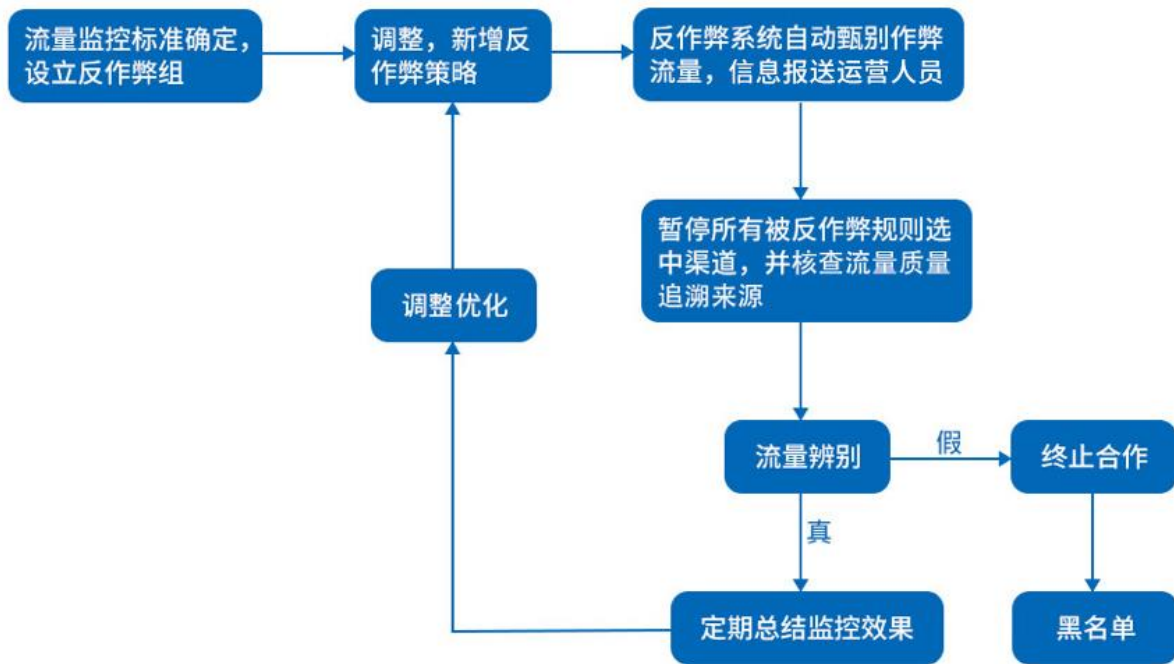 流量监控标准确定，
设立反作弊组
调整，新增反
作弊策略
反作弊系统自动甄别作弊
流量，信息报送运营人员
暂停所有被反作弊规则选
中渠道，并核查流量质量
追溯来源
调整优化
流量辨别
假
终止合作
真
定期总结监控效果
黑名单